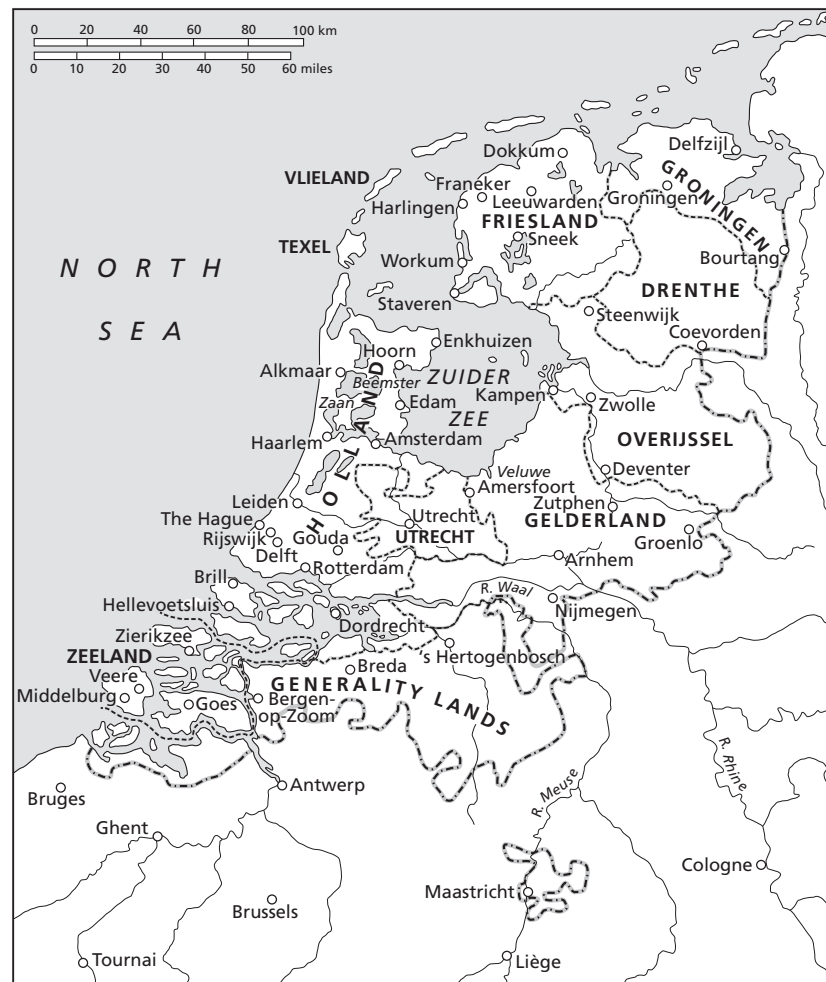 0 20 40 60 80 100 km
0 10 20 30 40 50 60 miles
Delfzijl
Dokkum
VLIELAND
Franeker
GRONINGEN
Groningen
Leeuwarden
Harlingen
FRIESLAND
Sneek
TEXEL
Bourtang
Workum
NORTH
SEA
DRENTHE
Staveren
Steenwijk
Coevorden
Enkhuizen
Hoorn
Alkmaar
Beemster
ZUIDER
ZEE
Kampen
Zaan
Edam
Zwolle
HOLLAND
Haarlem
Amsterdam
OVERIJSSEL
Veluwe
Deventer
Amersfoort
Leiden
Zutphen
The Hague
Utrecht
GELDERLAND
Rijswijk
Gouda
UTRECHT
Groenlo
Delft
Arnhem
Rotterdam
Brill
R. Waal
Hellevoetsluis
Nijmegen
Dordrecht
Zierikzee
's Hertogenbosch
ZEELAND
Breda
Veere
GENERALITY LANDS
Middelburg
Goes
Bergen-
op-Zoom
R. Rhine
Antwerp
R. Meuse
Bruges
Ghent
Cologne
Maastricht
Brussels
Tournai
Liège